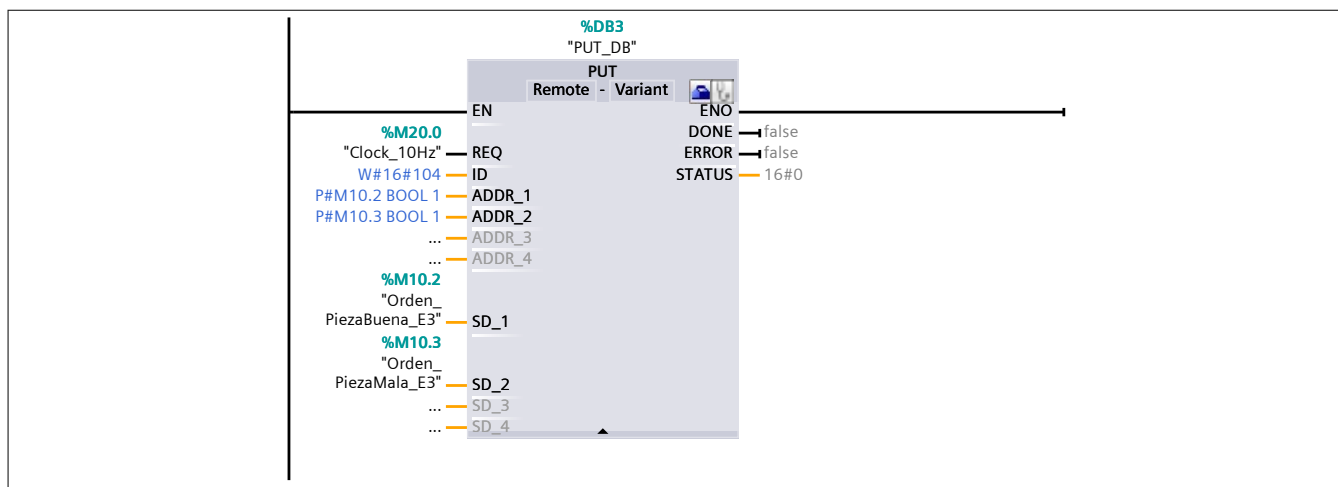 %DB3
"PUT_DB"
PUT
Remote - Variant
EN ENO
%M20.0 DONE false
"Clock_10Hz" REQ ERROR false
W#16#104 ID STATUS 16#0
P#M10.2 BOOL 1 ADDR_1
P#M10.3 BOOL 1 ADDR_2
... ADDR_3
... ADDR_4
%M10.2
"Orden_
PiezaBuena_E3" SD_1
%M10.3
"Orden_
PiezaMala_E3" SD_2
... SD_3
... SD_4